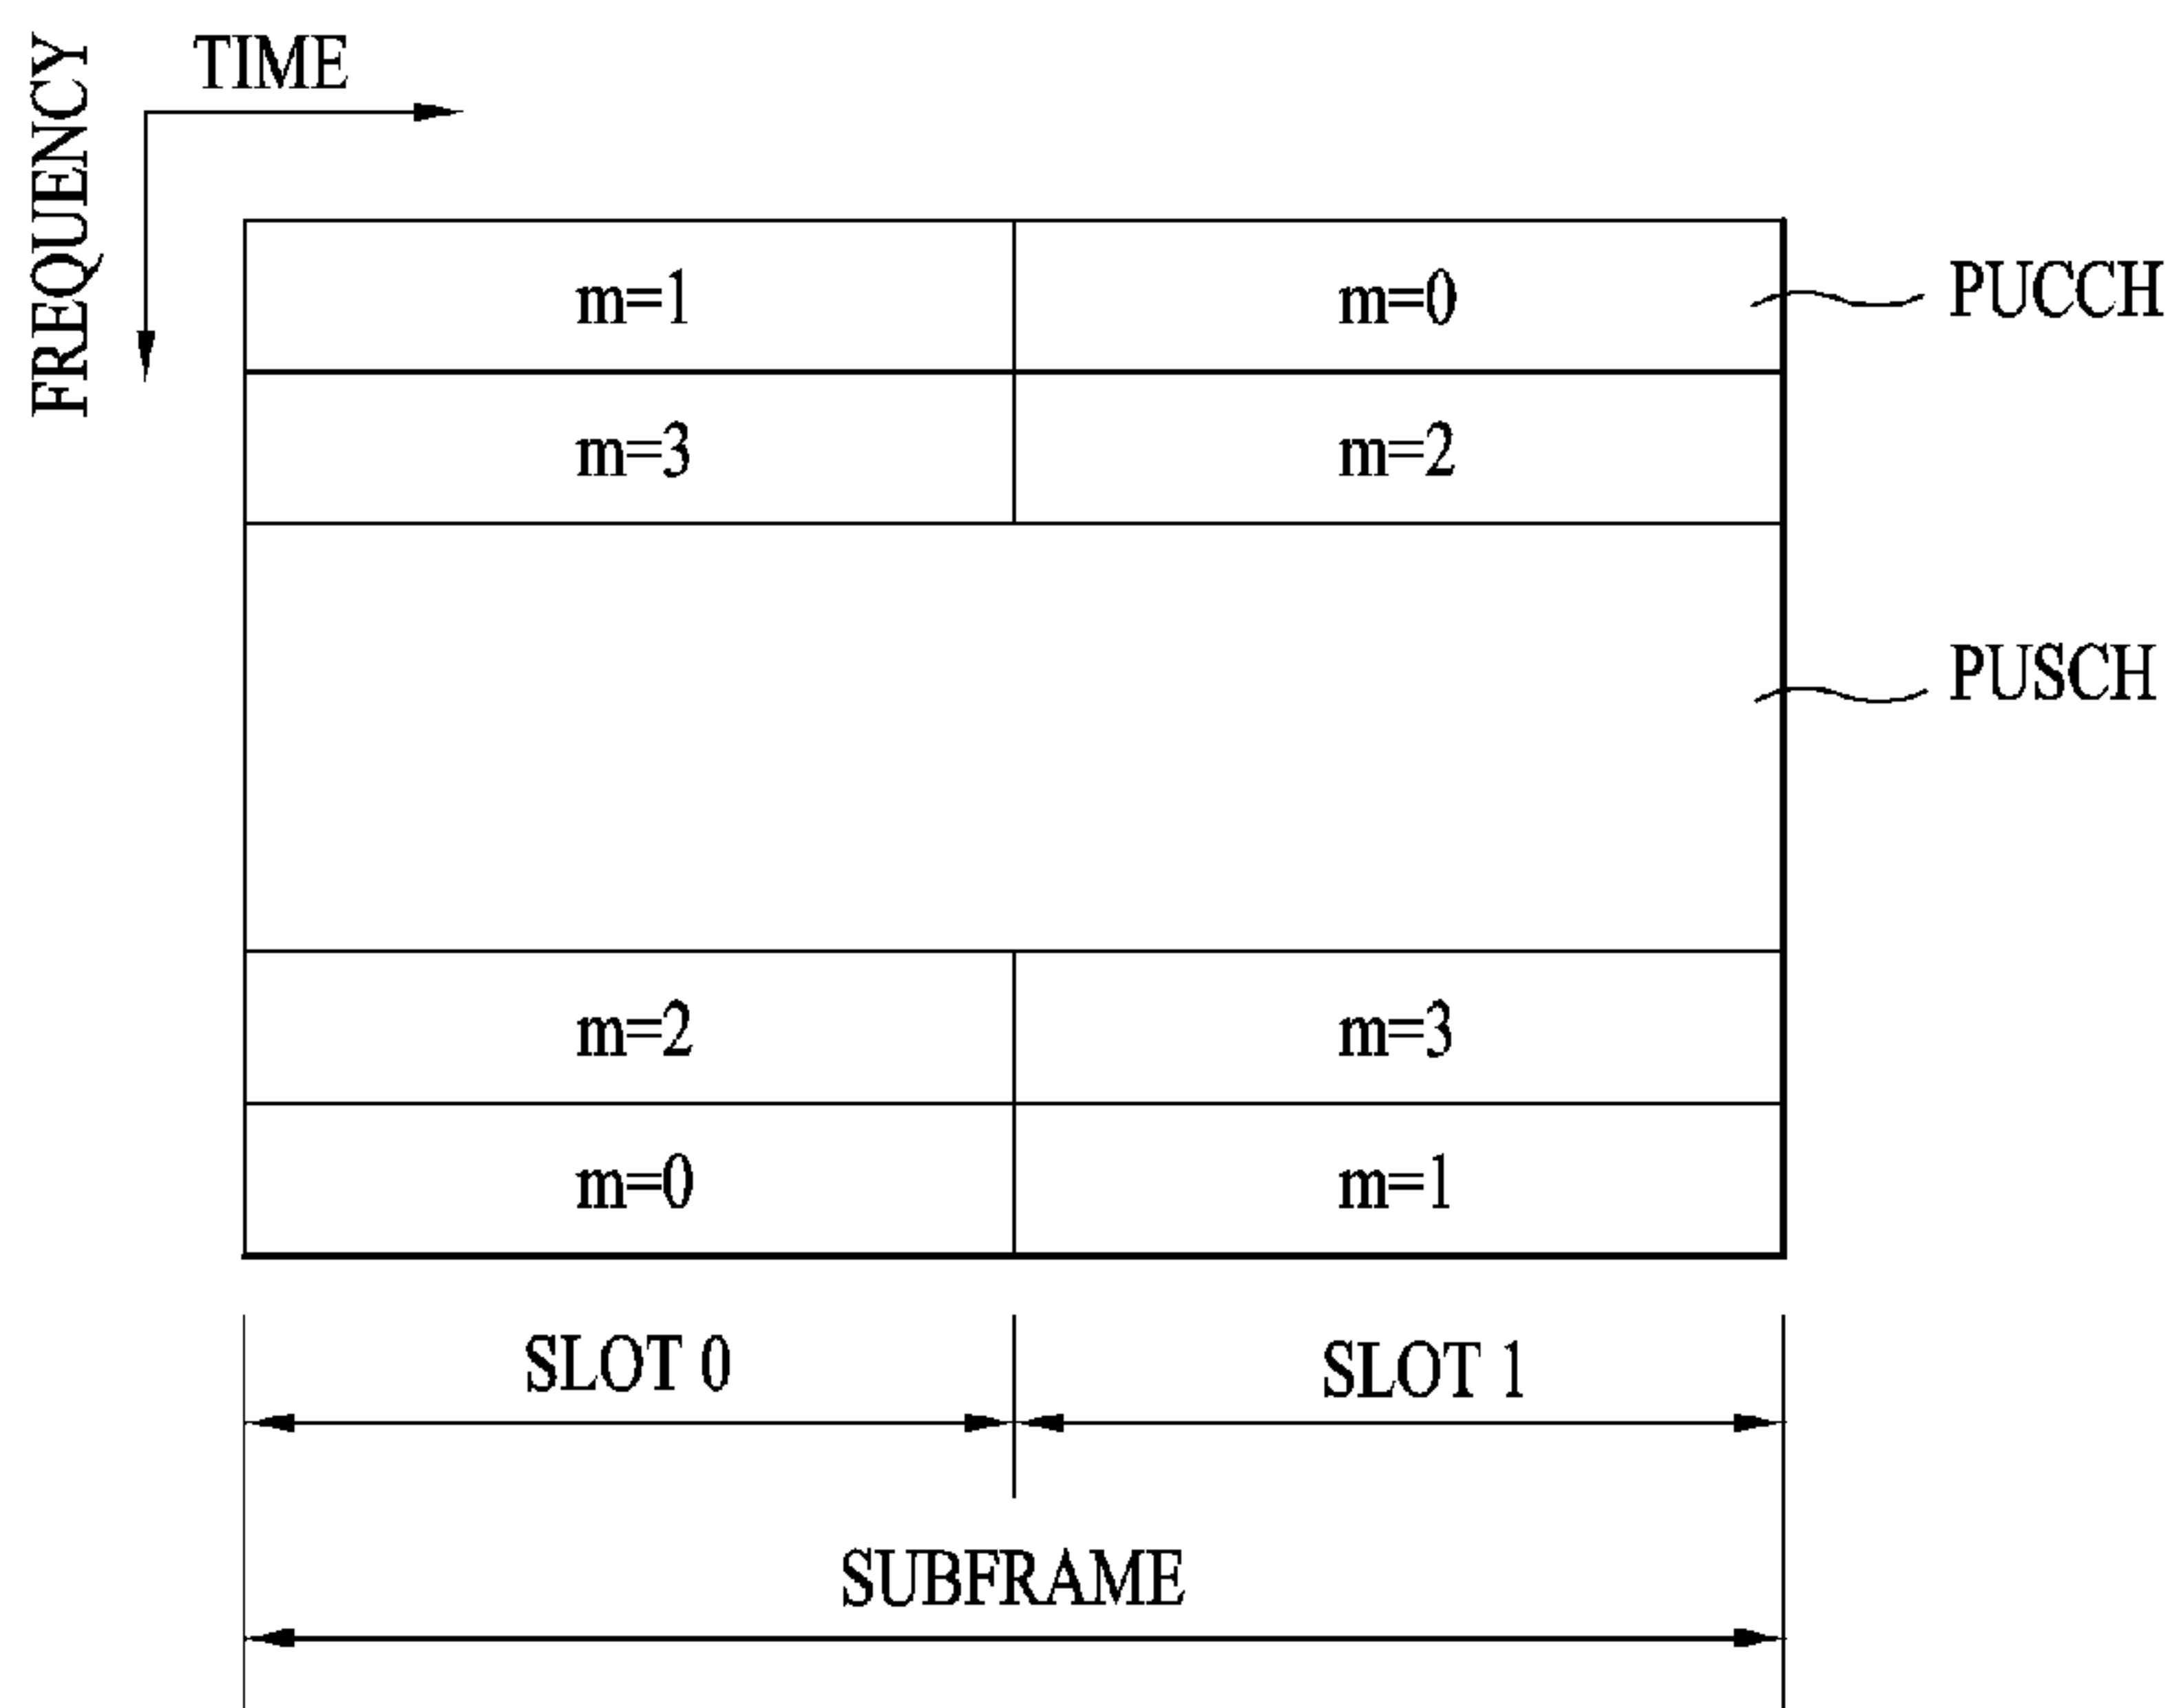 TIME
FREQUENCY
m=1 m=0 PUCCH
m=3 m=2
PUSCH
m=2 m=3
m=0 m=1
SLOT 0 SLOT 1
SUBFRAME